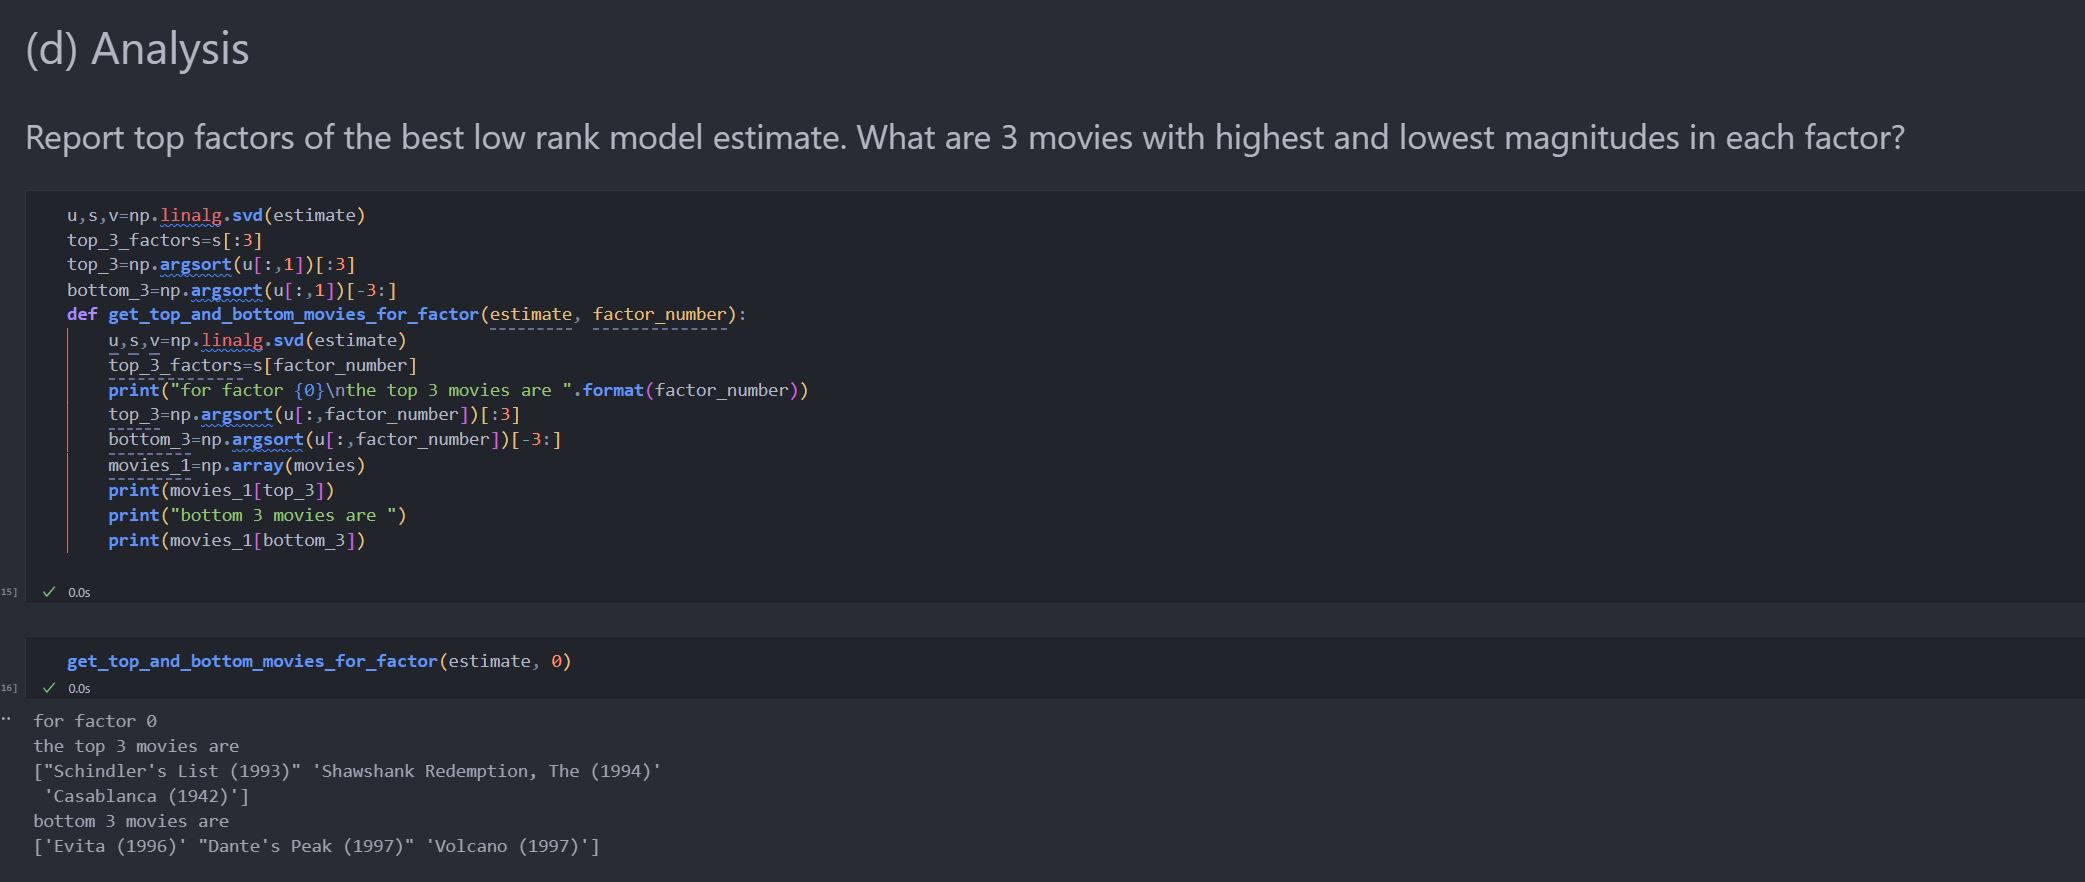 (d) Analysis
Report top factors of the best low rank model estimate. What are 3 movies with highest and lowest magnitudes in each factor?
u,s,v=np.linalg.svd(estimate)
top_3_factors=s[:3]
top_3=np.argsort(u[:,1])[:3]
bottom_3=np.argsort(u[:,1])[-3:]
def get_top_and_bottom_movies_for_factor(estimate, factor_number):
    u,s,v=np.linalg.svd(estimate)
    top_3_factors=s[factor_number]
    print("for factor {0}\nthe top 3 movies are ".format(factor_number))
    top_3=np.argsort(u[:,factor_number])[:3]
    bottom_3=np.argsort(u[:,factor_number])[-3:]
    movies_1=np.array(movies)
    print(movies_1[top_3])
    print("bottom 3 movies are ")
    print(movies_1[bottom_3])
15] ✓ 0.0s
get_top_and_bottom_movies_for_factor(estimate, 0)
16] ✓ 0.0s
for factor 0
the top 3 movies are
["Schindler's List (1993)" 'Shawshank Redemption, The (1994)'
 'Casablanca (1942)']
bottom 3 movies are
['Evita (1996)' "Dante's Peak (1997)" 'Volcano (1997)']